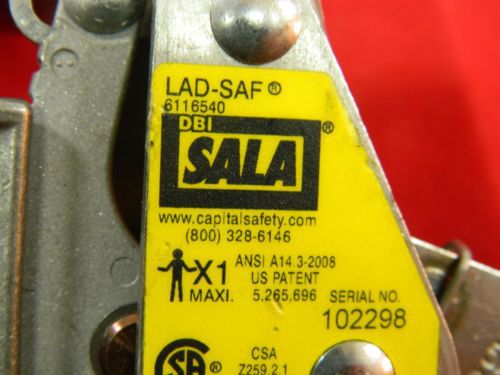 LAD-SAF®
6116540
DBI
SALA®
www.capitalsafety.com
(800) 328-6146
X1
MAXI.
ANSI A14.3-2008
US PATENT
5,265,696
SERIAL NO.
102298
SA®
CSA
Z259.2.1